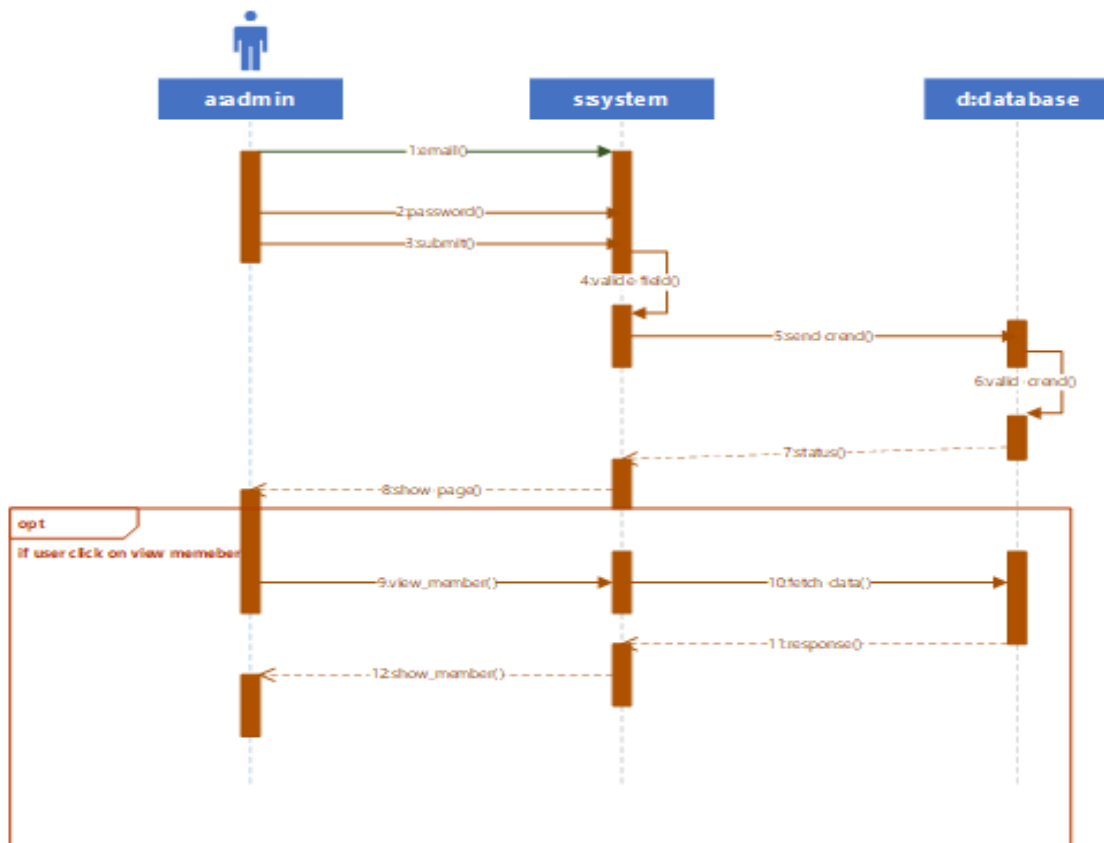 a:admin
s:system
d:database
1:email()
2:password()
3:submit()
4:valide field()
5:send crend()
6:valid crend()
7:status()
8:show page()
opt
if user click on view memeber
9:view_member()
10:fetch data()
11:response()
12:show_member()